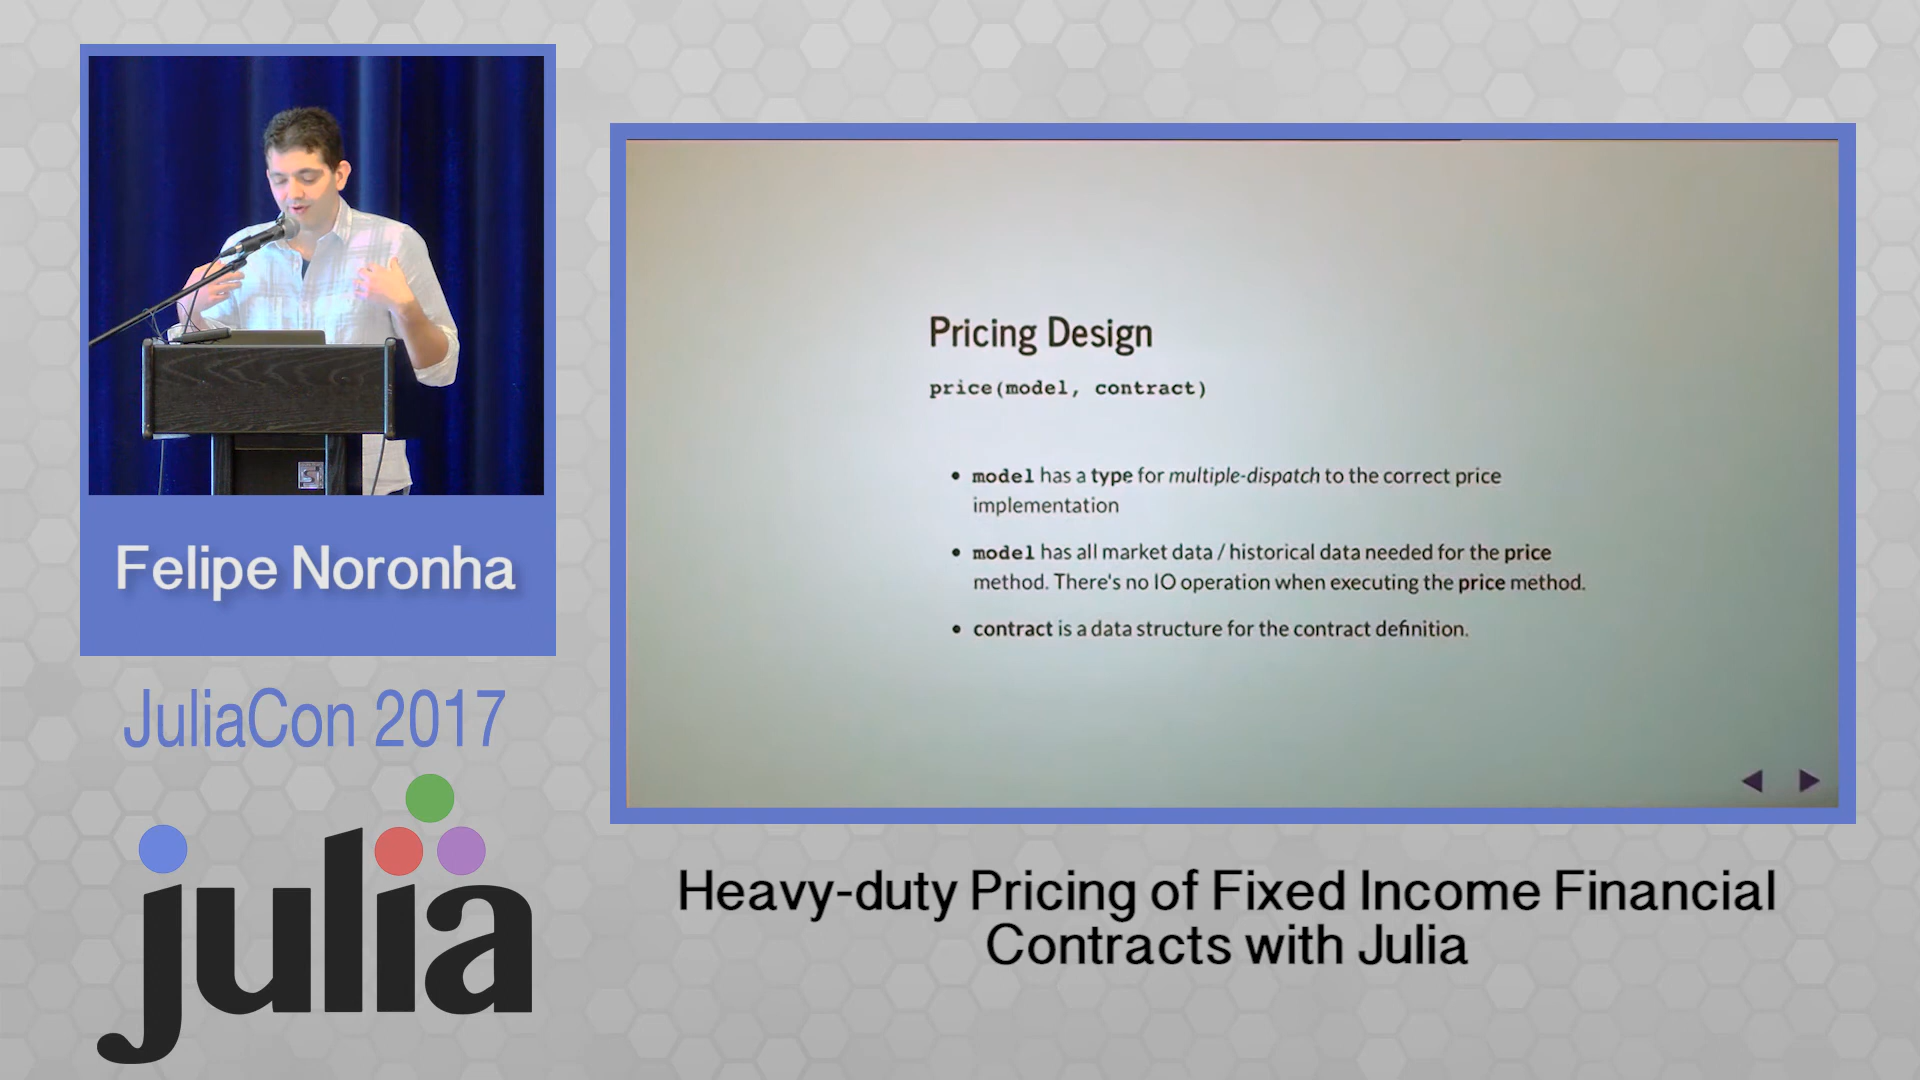 Felipe Noronha
JuliaCon 2017
julia
Pricing Design
price(model, contract)
• model has a type for multiple-dispatch to the correct price
implementation
• model has all market data / historical data needed for the price
method. There's no IO operation when executing the price method.
• contract is a data structure for the contract definition.
Heavy-duty Pricing of Fixed Income Financial
Contracts with Julia